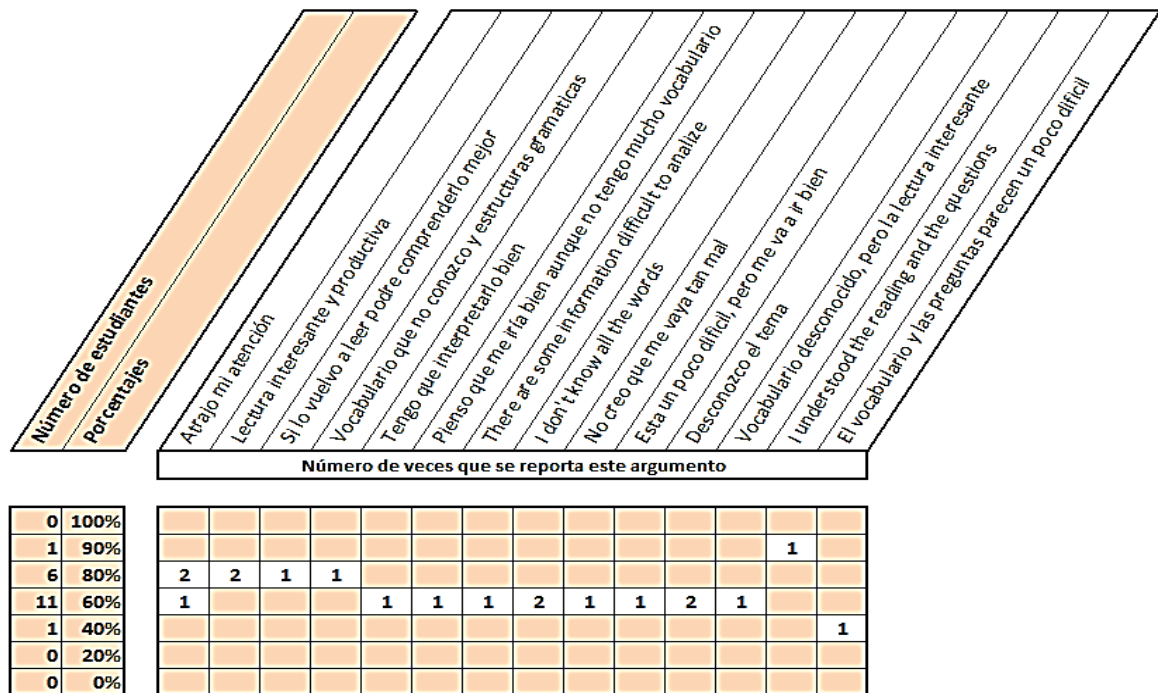 Número de estudiantes
Porcentajes
Atrajo mi atención
Lectura interesante y productiva
Si lo vuelvo a leer podre comprenderlo mejor
Vocabulario que no conozco y estructuras gramaticas
Tengo que interpretarlo bien
Pienso que me iría bien aunque no tengo mucho vocabulario
There are some information difficult to analize
I don't know all the words
No creo que me vaya tan mal
Esta un poco dificil, pero me va a ir bien
Desconozco el tema
Vocabulario desconocido, pero la lectura interesante
I understood the reading and the questions
El vocabulario y las preguntas parecen un poco dificil
Número de veces que se reporta este argumento
0 100%
1 90% 1
6 80% 2 2 1 1
11 60% 1 1 1 1 2 1 1 2 1
1 40% 1
0 20%
0 0%